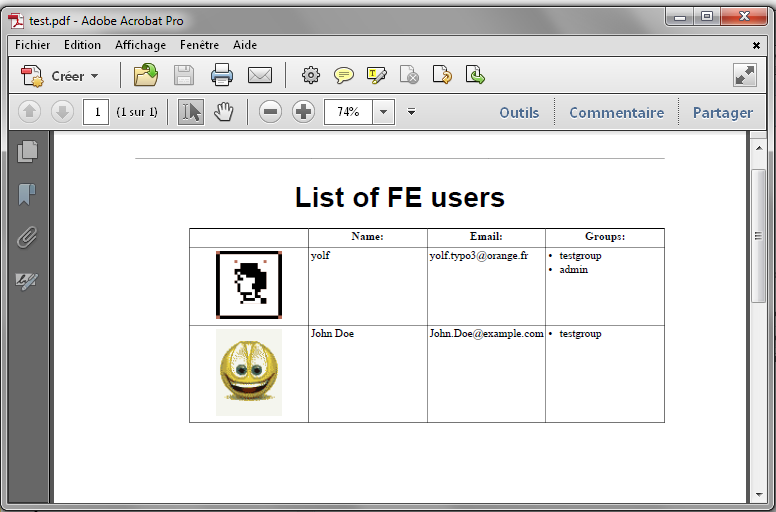 test.pdf - Adobe Acrobat Pro
Fichier Edition Affichage Fenêtre Aide
Créer
1 (1 sur 1) 74% Outils Commentaire Partager
List of FE users
Name: Email: Groups:
yolf yolf.typo3@orange.fr • testgroup
• admin
John Doe John.Doe@example.com • testgroup